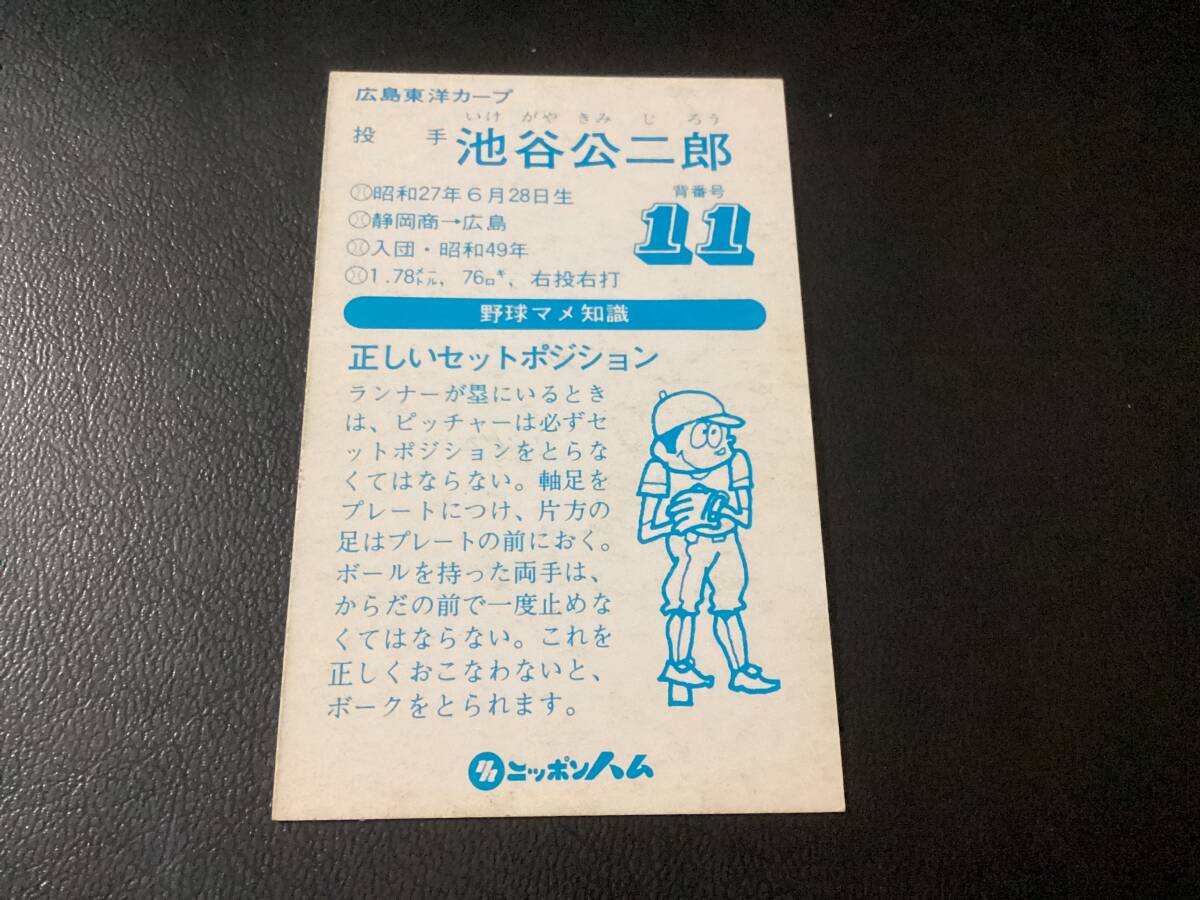 広島東洋カープ
いけ がや きみ じ ろう
投 手 池谷公二郎
昭和27年6月28日生
背番号
11
静岡商→広島
入団・昭和49年
1.78メートル、76キロ、右投右打
野球マメ知識
正しいセットポジション
ランナーが塁にいるとき
は、ピッチャーは必ずセ
ットポジションをとらな
くてはならない。軸足を
プレートにつけ、片方の
足はプレートの前におく。
ボールを持った両手は、
からだの前で一度止めな
くてはならない。これを
正しくおこなわないと、
ボークをとられます。
ニッポンハム